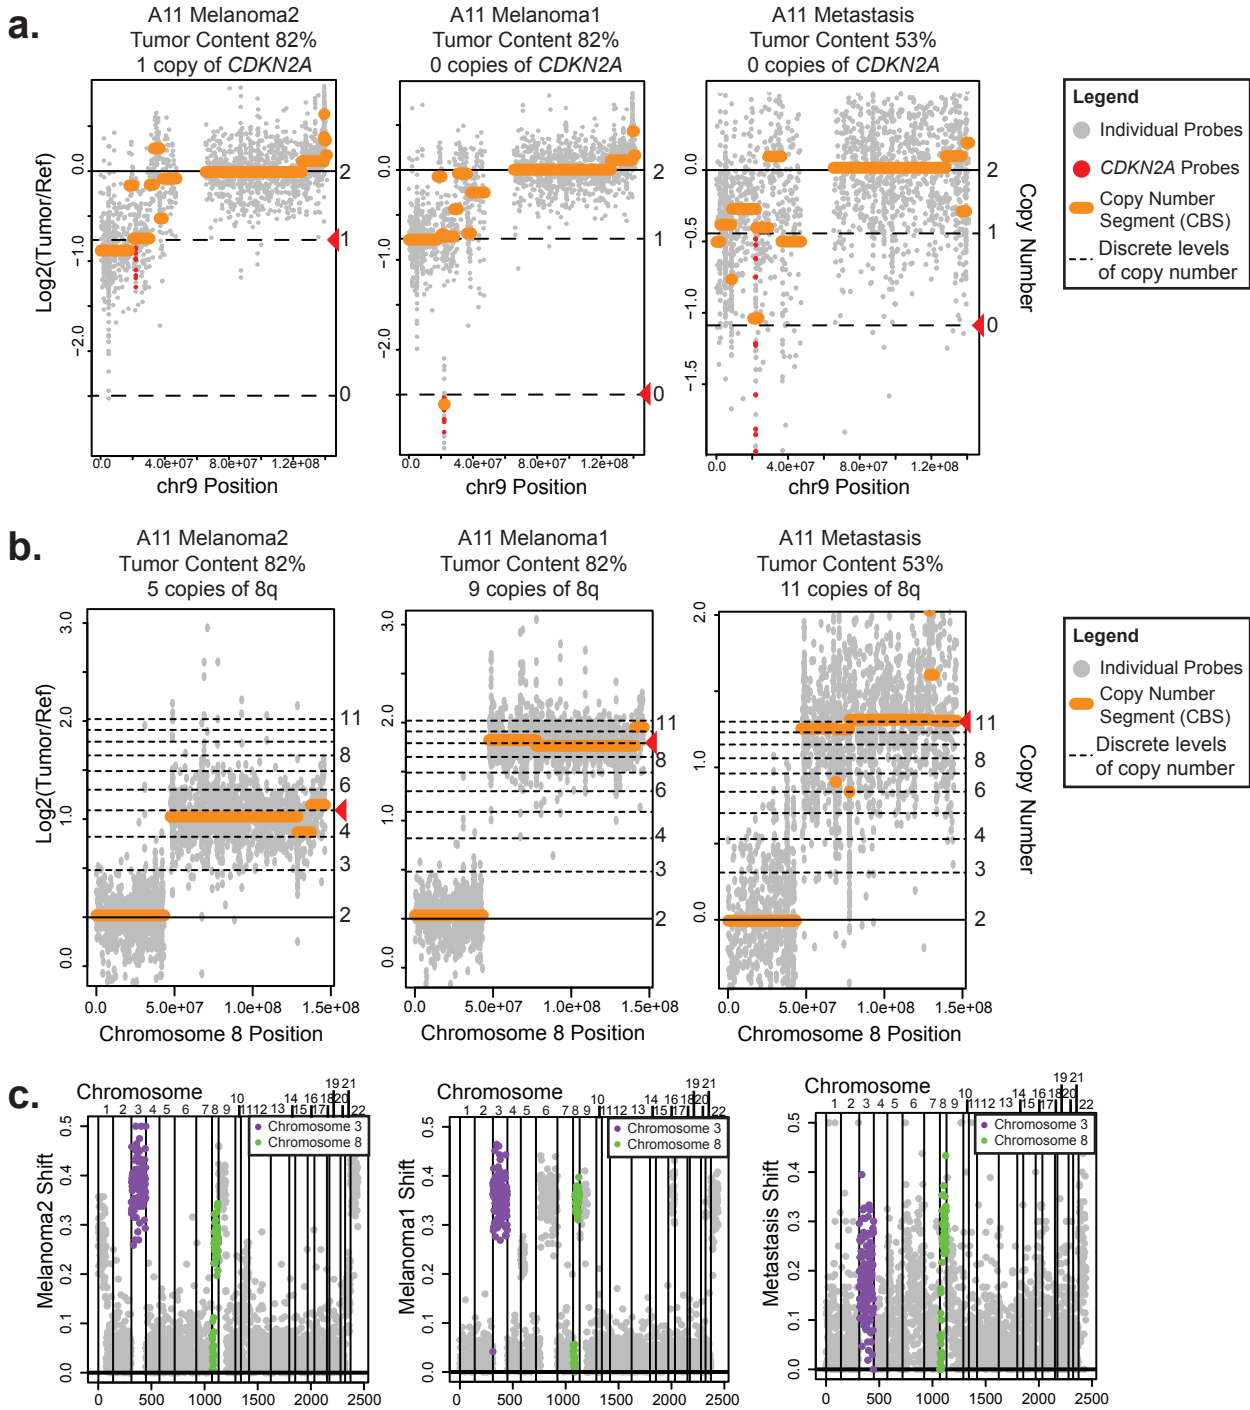 a.
A11 Melanoma2
Tumor Content 82%
1 copy of CDKN2A
A11 Melanoma1
Tumor Content 82%
0 copies of CDKN2A
A11 Metastasis
Tumor Content 53%
0 copies of CDKN2A
Log2(Tumor/Ref)
0.0
−1.0
−2.0
2
1
0
0.0 4.0e+07 8.0e+07 1.2e+08
chr9 Position
0.0
−1.0
−2.0
2
1
0
0.0 4.0e+07 8.0e+07 1.2e+08
chr9 Position
0.0
−0.5
−1.0
−1.5
2
1
0
0.0 4.0e+07 8.0e+07 1.2e+08
chr9 Position
Copy Number
Legend
Individual Probes
CDKN2A Probes
Copy Number
Segment (CBS)
Discrete levels
of copy number
b.
A11 Melanoma2
Tumor Content 82%
5 copies of 8q
A11 Melanoma1
Tumor Content 82%
9 copies of 8q
A11 Metastasis
Tumor Content 53%
11 copies of 8q
Log2(Tumor/Ref)
3.0
2.0
1.0
0.0
11
8
6
4
3
2
0.0 5.0e+07 1.5e+08
Chromosome 8 Position
3.0
2.0
1.0
0.0
11
8
6
4
3
2
0.0 5.0e+07 1.5e+08
Chromosome 8 Position
2.0
1.0
0.0
11
8
6
4
3
2
0.0 5.0e+07 1.5e+08
Chromosome 8 Position
Copy Number
Legend
Individual Probes
Copy Number
Segment (CBS)
Discrete levels
of copy number
c.
Chromosome
1 2 3 4 5 6 7 8 9 10 11 12 13 14 15 16 17 18 19 20 21 22
Chromosome 3
Chromosome 8
Melanoma2 Shift
0.5
0.4
0.3
0.2
0.1
0.0
0 500 1000 1500 2000 2500
Chromosome
1 2 3 4 5 6 7 8 9 10 11 12 13 14 15 16 17 18 19 20 21 22
Chromosome 3
Chromosome 8
Melanoma1 Shift
0.5
0.4
0.3
0.2
0.1
0.0
0 500 1000 1500 2000 2500
Chromosome
1 2 3 4 5 6 7 8 9 10 11 12 13 14 15 16 17 18 19 20 21 22
Chromosome 3
Chromosome 8
Metastasis Shift
0.5
0.4
0.3
0.2
0.1
0.0
0 500 1000 1500 2000 2500